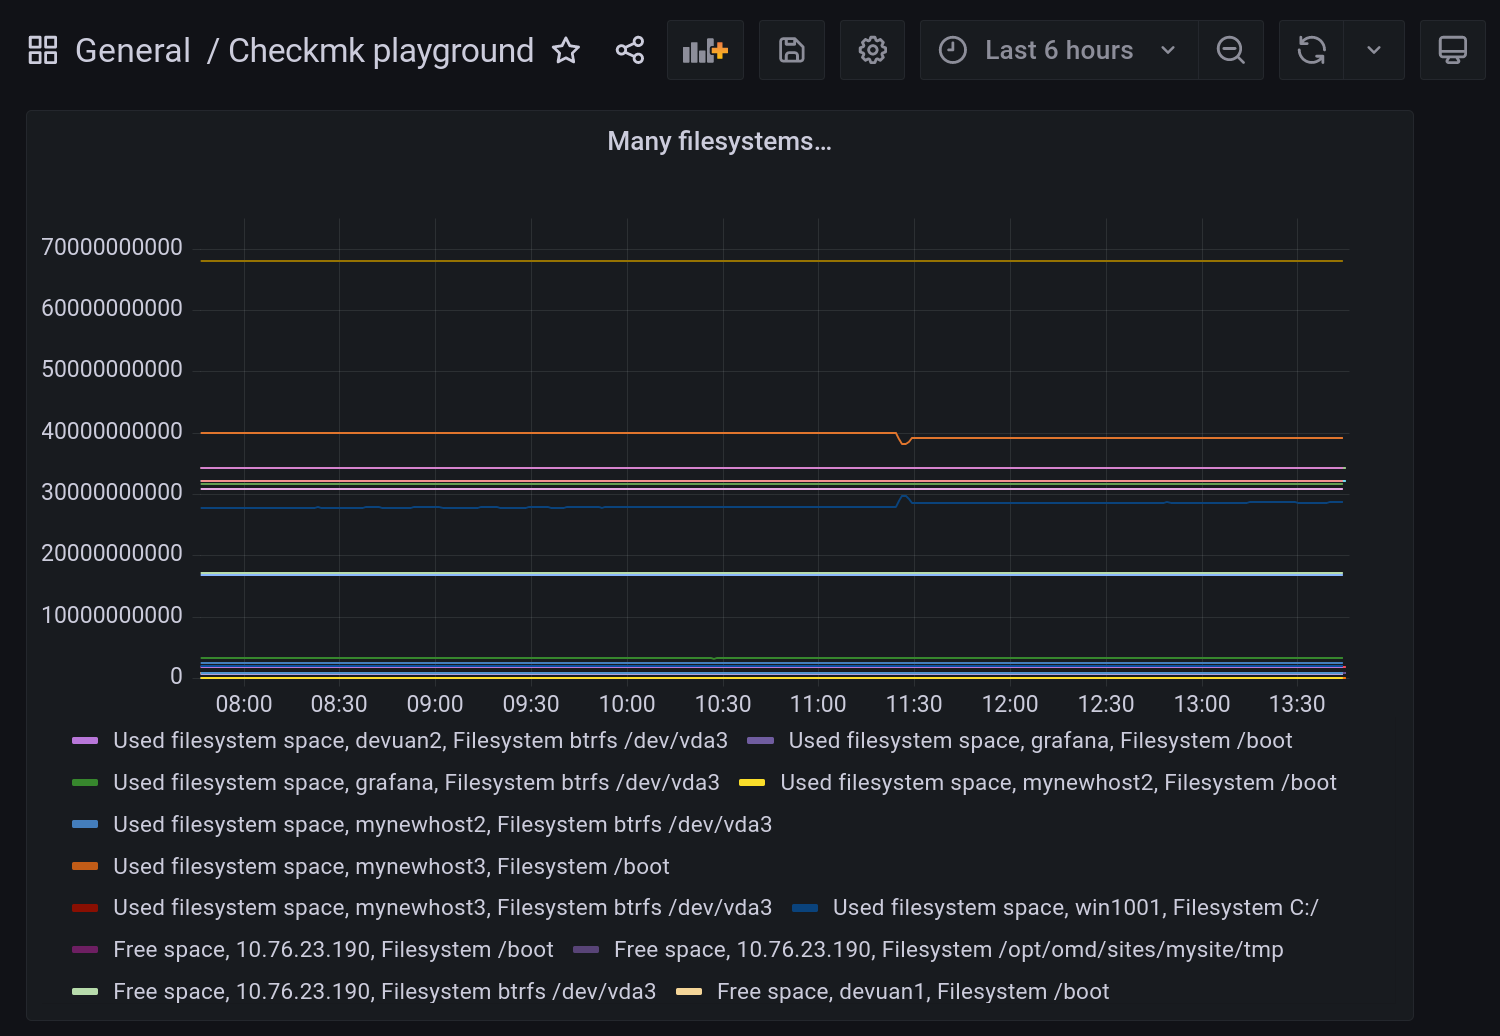 General / Checkmk playground Last 6 hours
Many filesystems...
70000000000
60000000000
50000000000
40000000000
30000000000
20000000000
10000000000
0
08:00 08:30 09:00 09:30 10:00 10:30 11:00 11:30 12:00 12:30 13:00 13:30
Used filesystem space, devuan2, Filesystem btrfs /dev/vda3 Used filesystem space, grafana, Filesystem /boot
Used filesystem space, grafana, Filesystem btrfs /dev/vda3 Used filesystem space, mynewhost2, Filesystem /boot
Used filesystem space, mynewhost2, Filesystem btrfs /dev/vda3
Used filesystem space, mynewhost3, Filesystem /boot
Used filesystem space, mynewhost3, Filesystem btrfs /dev/vda3 Used filesystem space, win1001, Filesystem C:/
Free space, 10.76.23.190, Filesystem /boot Free space, 10.76.23.190, Filesystem /opt/omd/sites/mysite/tmp
Free space, 10.76.23.190, Filesystem btrfs /dev/vda3 Free space, devuan1, Filesystem /boot